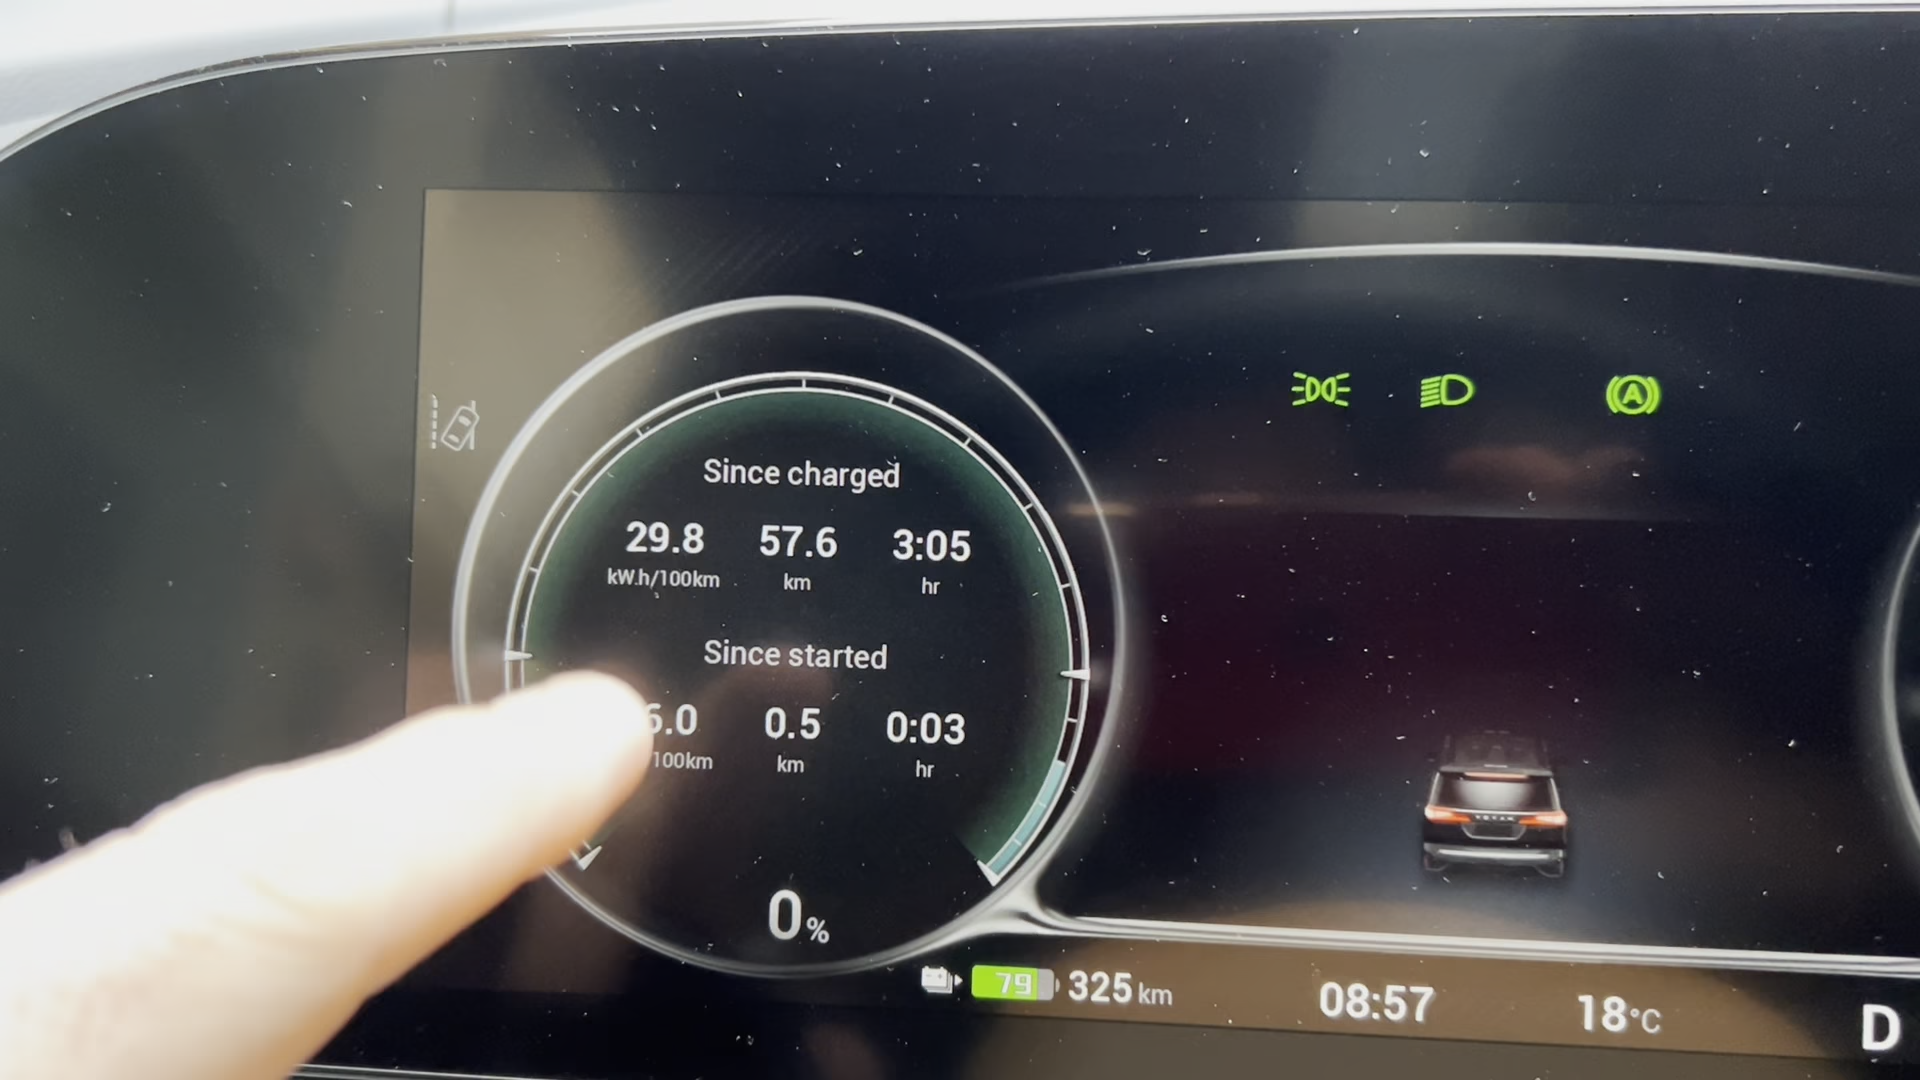 Since charged
29.8 57.6 3:05
kW.h/100km km hr
Since started
6.0 0.5 0:03
/100km km hr
0%
79 325 km 08:57 18°C D